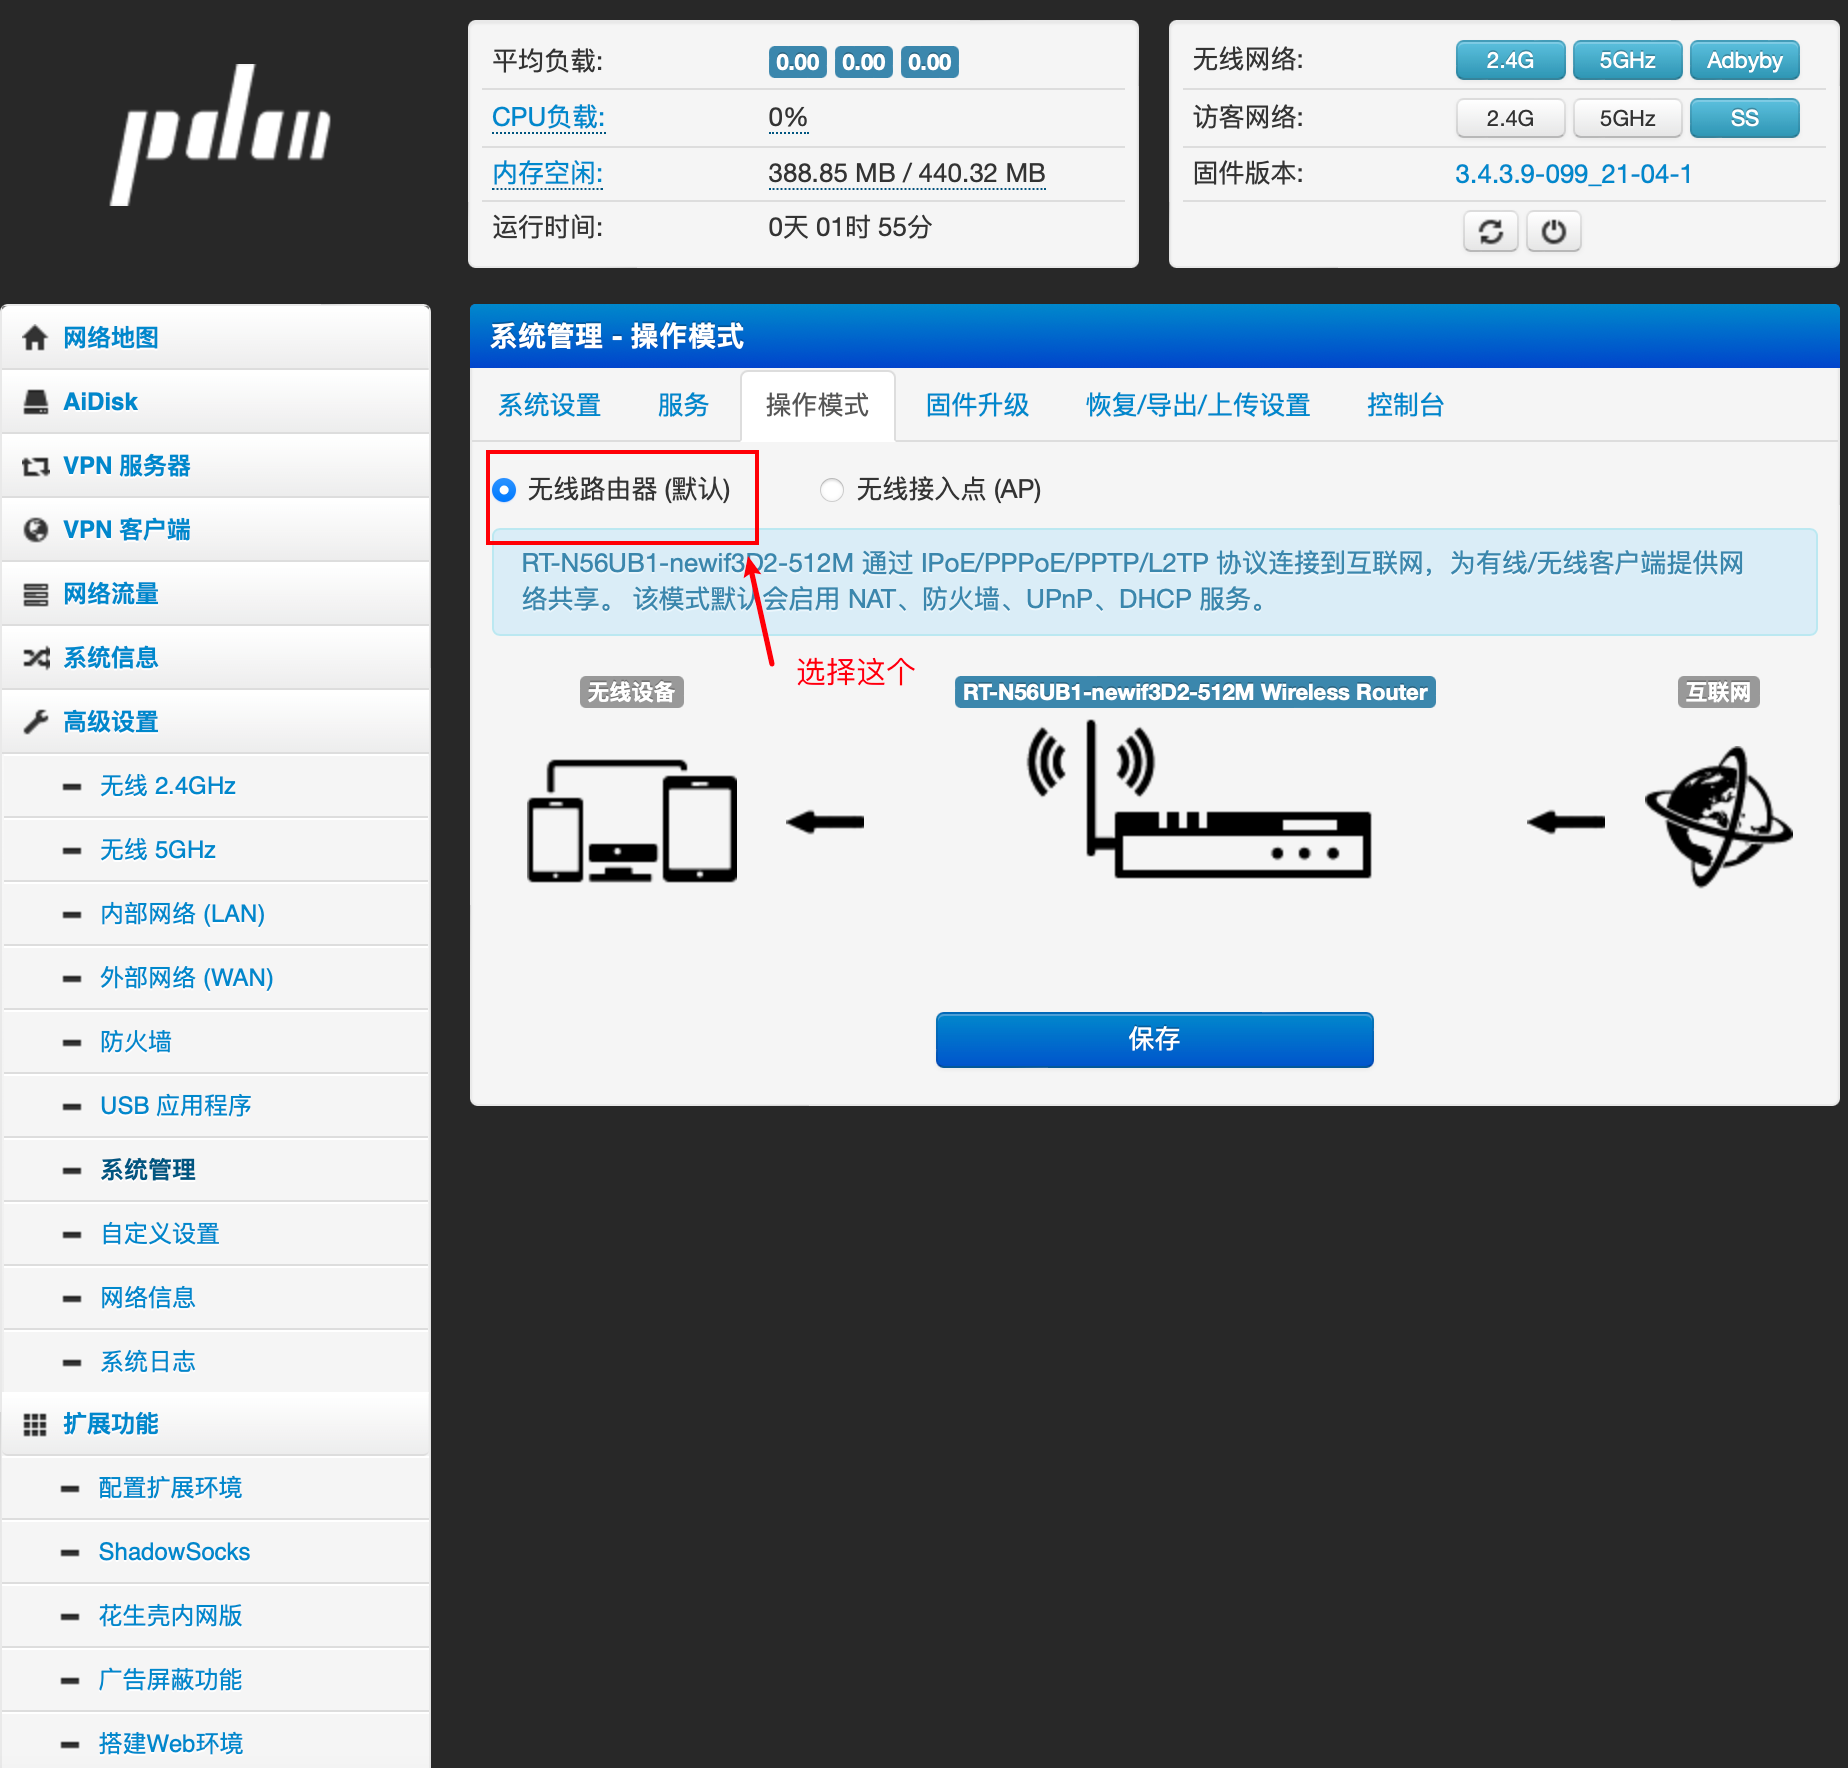 pdcn
平均负载: 0.00 0.00 0.00
CPU负载: 0%
内存空闲: 388.85 MB / 440.32 MB
运行时间: 0天 01时 55分
无线网络: 2.4G 5GHz Adbyby
访客网络: 2.4G 5GHz SS
固件版本: 3.4.3.9-099_21-04-1
网络地图
AiDisk
VPN 服务器
VPN 客户端
网络流量
系统信息
高级设置
无线 2.4GHz
无线 5GHz
内部网络 (LAN)
外部网络 (WAN)
防火墙
USB 应用程序
系统管理
自定义设置
网络信息
系统日志
扩展功能
配置扩展环境
ShadowSocks
花生壳内网版
广告屏蔽功能
搭建Web环境
系统管理 - 操作模式
系统设置 服务 操作模式 固件升级 恢复/导出/上传设置 控制台
无线路由器 (默认) 无线接入点 (AP)
RT-N56UB1-newif3D2-512M 通过 IPoE/PPPoE/PPTP/L2TP 协议连接到互联网，为有线/无线客户端提供网
络共享。 该模式默认会启用 NAT、防火墙、UPnP、DHCP 服务。
选择这个
无线设备 RT-N56UB1-newif3D2-512M Wireless Router 互联网
保存